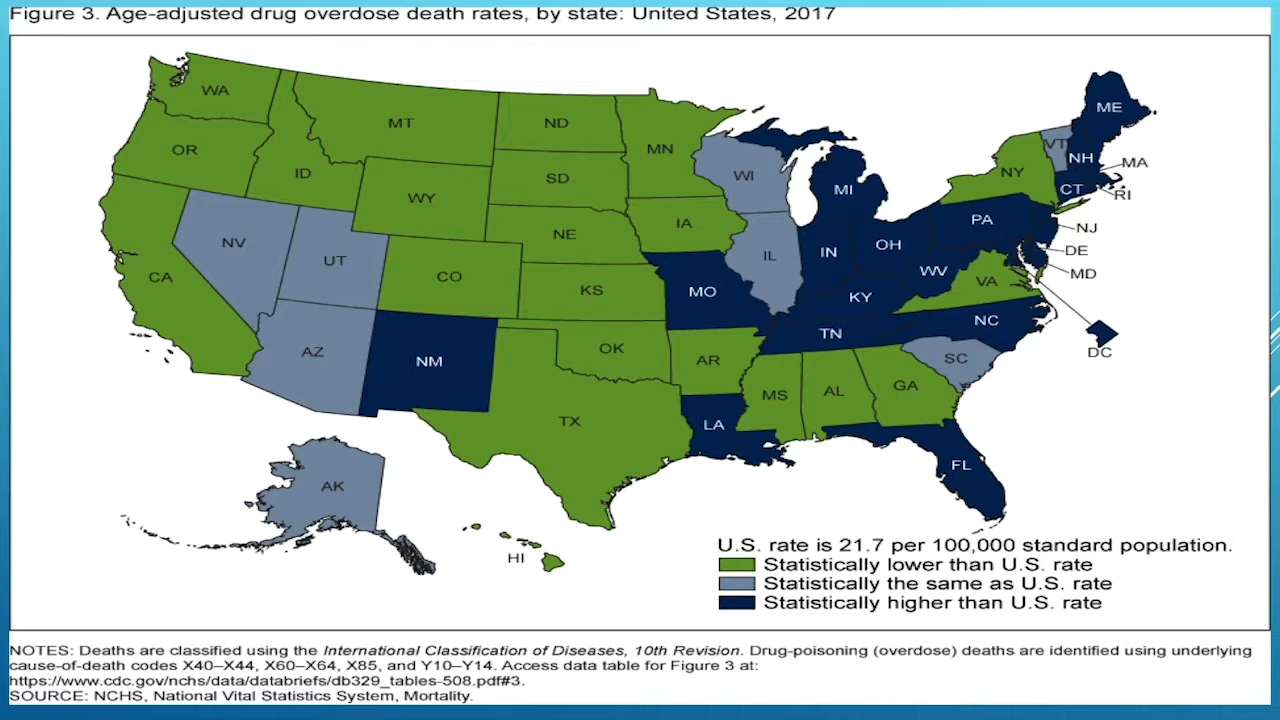 Figure 3. Age-adjusted drug overdose death rates, by state: United States, 2017
WA
MT
ND
MN
ME
OR
ID
SD
WI
VT
NH
MA
NY
WY
MI
CT
RI
IA
NE
PA
NJ
NV
UT
IL
IN
OH
DE
CA
CO
KS
MO
WV
VA
MD
KY
AZ
NM
OK
AR
TN
NC
SC
DC
TX
LA
MS
AL
GA
FL
AK
HI
U.S. rate is 21.7 per 100,000 standard population.
Statistically lower than U.S. rate
Statistically the same as U.S. rate
Statistically higher than U.S. rate
NOTES: Deaths are classified using the International Classification of Diseases, 10th Revision. Drug-poisoning (overdose) deaths are identified using underlying
cause-of-death codes X40–X44, X60–X64, X85, and Y10–Y14. Access data table for Figure 3 at:
https://www.cdc.gov/nchs/data/databriefs/db329_tables-508.pdf#3.
SOURCE: NCHS, National Vital Statistics System, Mortality.